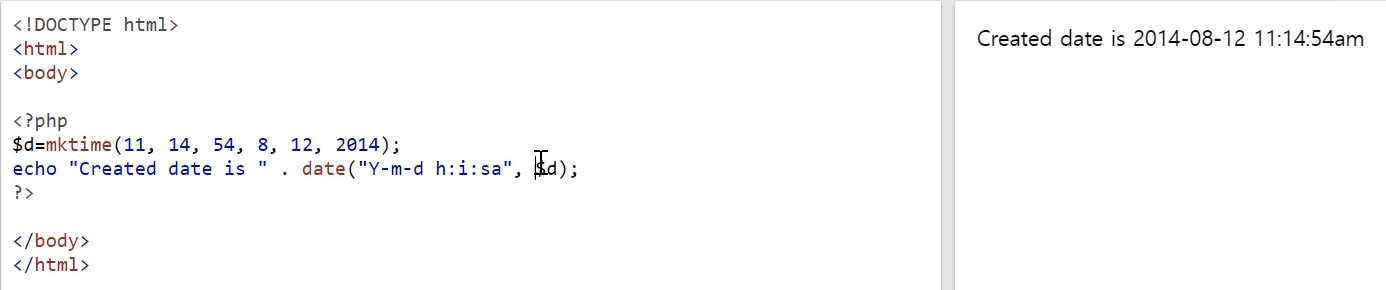 <!DOCTYPE html>
<html>
<body>
<?php
$d=mktime(11, 14, 54, 8, 12, 2014);
echo "Created date is " . date("Y-m-d h:i:sa", $d);
?>
</body>
</html>
Created date is 2014-08-12 11:14:54am